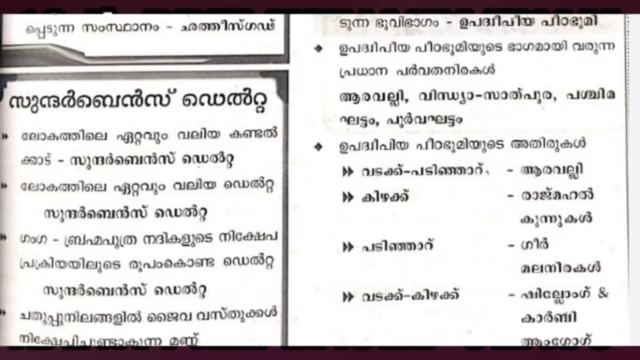 പ്പെടുന്ന സംസ്ഥാനം - ഛത്തീസ്ഗഢ്
സുന്ദർബെൻസ് ഡെൽറ്റ
ലോകത്തിലെ ഏറ്റവും വലിയ കണ്ടൽ
ക്കാട് - സുന്ദർബെൻസ് ഡെൽറ്റ
ലോകത്തിലെ ഏറ്റവും വലിയ ഡെൽറ്റ
സുന്ദർബെൻസ് ഡെൽറ്റ
ഗംഗ - ബ്രഹ്മപുത്ര നദികളുടെ നിക്ഷേപ
പ്രക്രിയയിലൂടെ രൂപംകൊണ്ട ഡെൽറ്റ
സുന്ദർബെൻസ് ഡെൽറ്റ
ചതുപ്പുനിലങ്ങളിൽ ജൈവ വസ്തുക്കൾ
നിക്ഷേപിച്ചുണ്ടാകുന്ന മണ്ണ്
ടുന്ന ഭൂവിഭാഗം - ഉപദ്വീപീയ പീഠഭൂമി
ഉപദ്വീപിയ പീഠഭൂമിയുടെ ഭാഗമായി വരുന്ന
പ്രധാന പർവതനിരകൾ
ആരവല്ലി, വിന്ധ്യാ-സാത്പുര, പശ്ചിമ
ഘട്ടം, പൂർവഘട്ടം
ഉപദ്വീപിയ പീഠഭൂമിയുടെ അതിരുകൾ
വടക്ക്-പടിഞ്ഞാറ് - ആരവല്ലി
കിഴക്ക് - രാജ്മഹൽ
കുന്നുകൾ
പടിഞ്ഞാറ് - ഗീർ
മലനിരകൾ
വടക്ക്-കിഴക്ക് - ഷില്ലോംഗ് &
കാർബി
ആംഗ്ലോഗ്